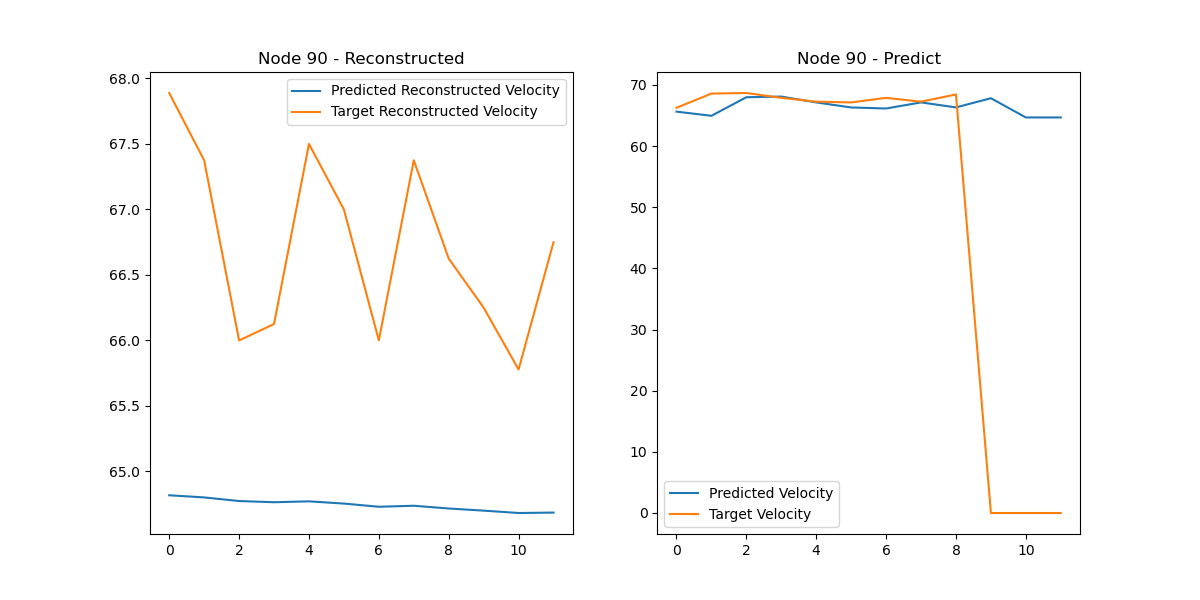 Node 90 - Reconstructed
68.0
67.5
67.0
66.5
66.0
65.5
65.0
0 2 4 6 8 10
Predicted Reconstructed Velocity
Target Reconstructed Velocity
Node 90 - Predict
70
60
50
40
30
20
10
0
0 2 4 6 8 10
Predicted Velocity
Target Velocity